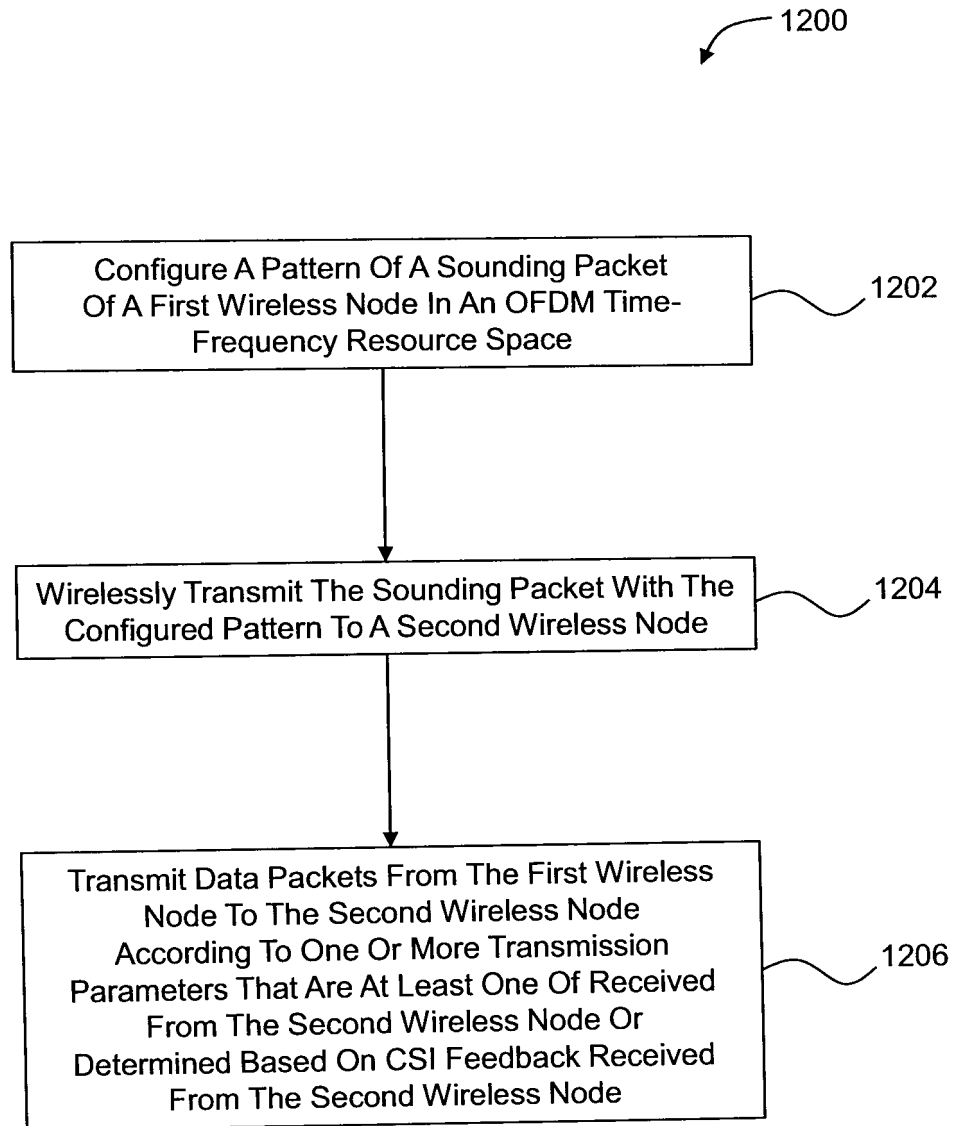 1200
Configure A Pattern Of A Sounding Packet
Of A First Wireless Node In An OFDM Time-
Frequency Resource Space
1202
Wirelessly Transmit The Sounding Packet With The
Configured Pattern To A Second Wireless Node
1204
Transmit Data Packets From The First Wireless
Node To The Second Wireless Node
According To One Or More Transmission
Parameters That Are At Least One Of Received
From The Second Wireless Node Or
Determined Based On CSI Feedback Received
From The Second Wireless Node
1206